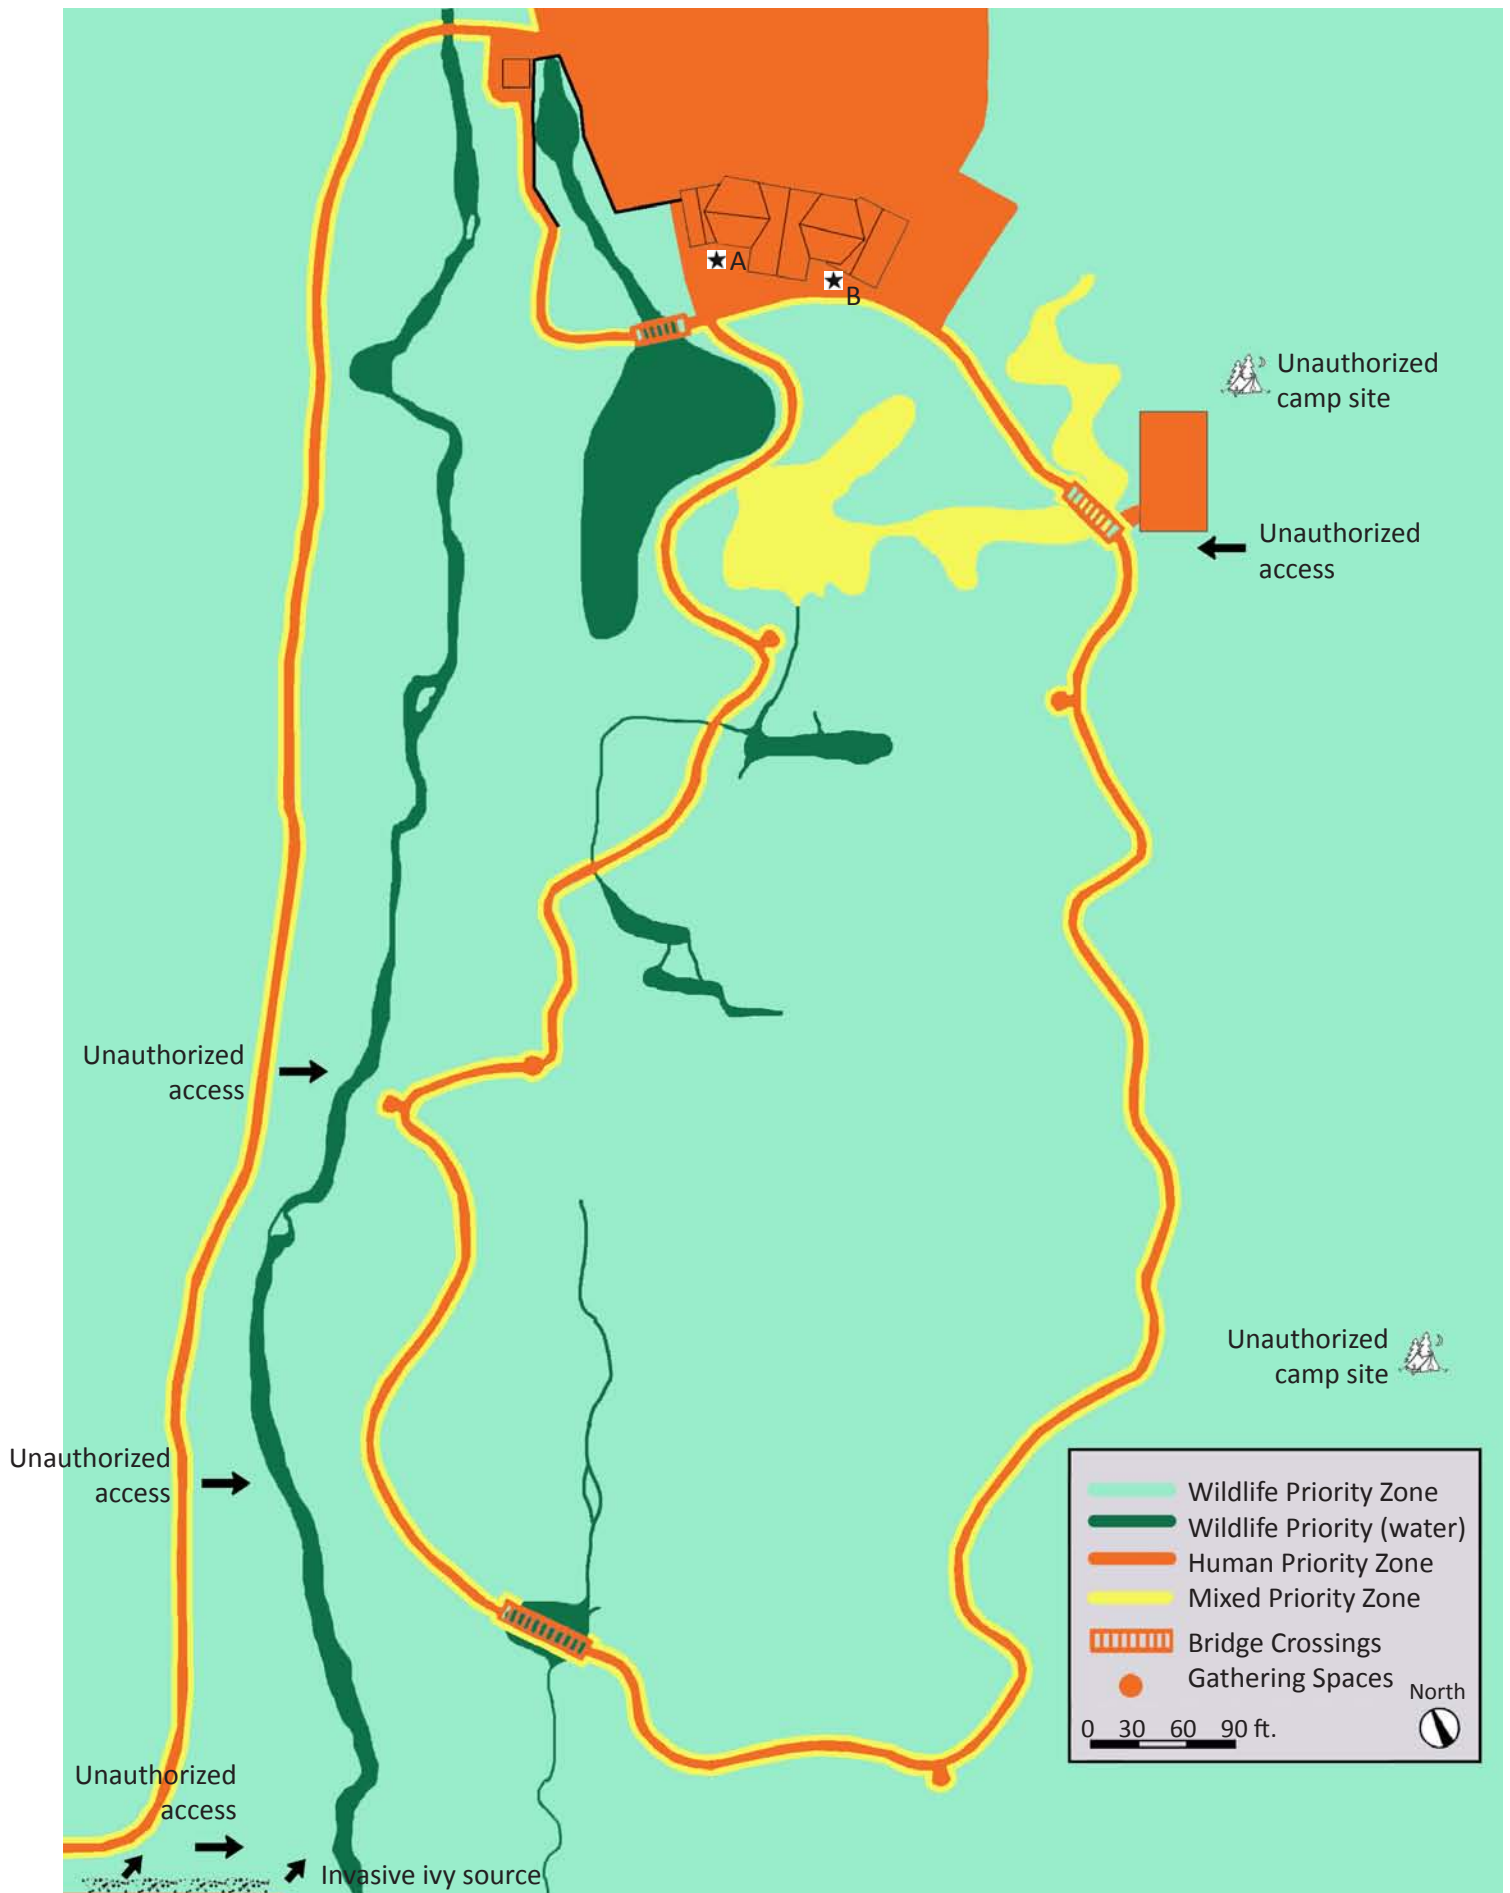 A
B
Unauthorized
camp site
Unauthorized
access
Unauthorized
access
Unauthorized
camp site
Unauthorized
access
Wildlife Priority Zone
Wildlife Priority (water)
Human Priority Zone
Mixed Priority Zone
Bridge Crossings
Gathering Spaces
North
0 30 60 90 ft.
Unauthorized
access
Invasive ivy source